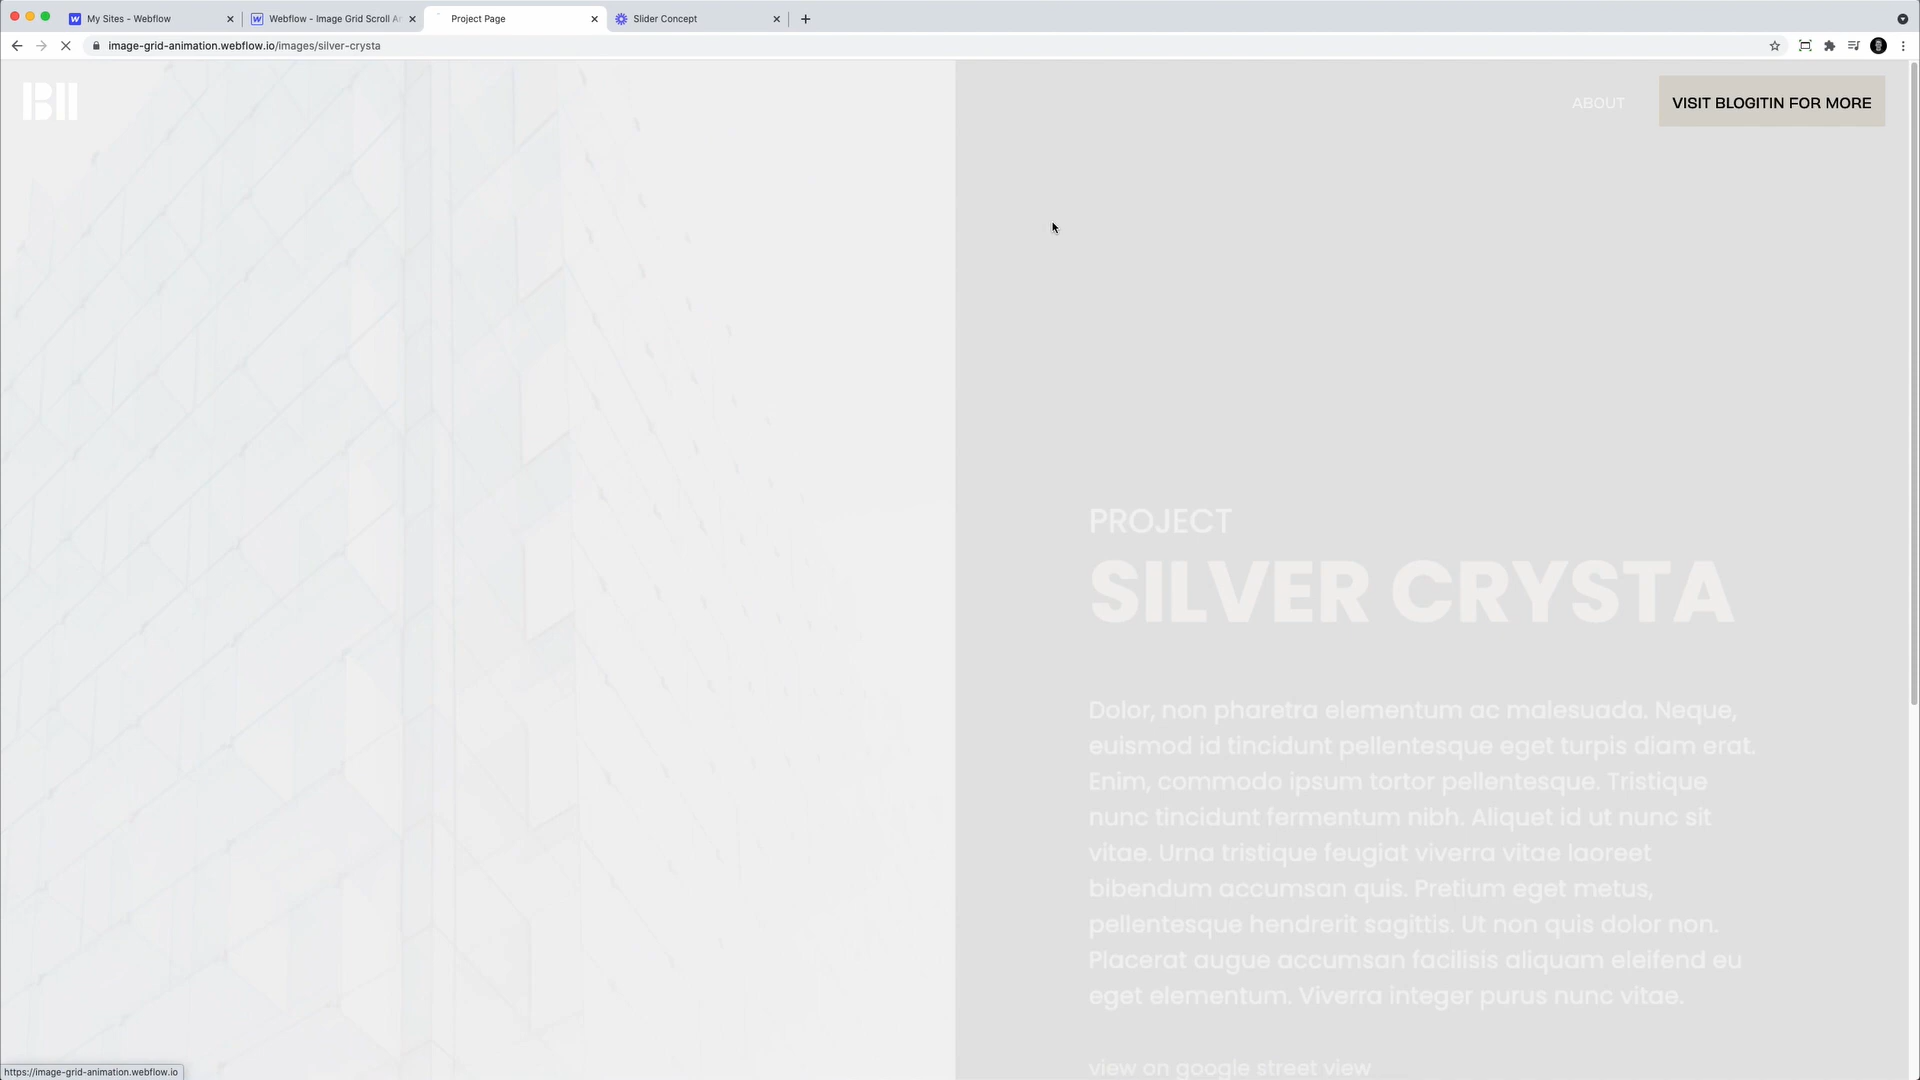 My Sites - Webflow
Webflow - Image Grid Scroll
Project Page
Slider Concept
image-grid-animation.webflow.io/images/silver-crysta
BII
ABOUT
VISIT BLOGITIN FOR MORE
PROJECT
SILVER CRYSTA
Dolor, non pharetra elementum ac malesuada. Neque,
euismod id tincidunt pellentesque eget turpis diam erat.
Enim, commodo ipsum tortor pellentesque. Tristique
nunc tincidunt fermentum nibh. Aliquet id ut nunc sit
vitae. Urna tristique feugiat viverra vitae laoreet
bibendum accumsan quis. Pretium eget metus,
pellentesque hendrerit sagittis. Ut non quis dolor non.
Placerat augue accumsan facilisis aliquam eleifend eu
eget elementum. Viverra integer purus nunc vitae.
view on google street view
https://image-grid-animation.webflow.io